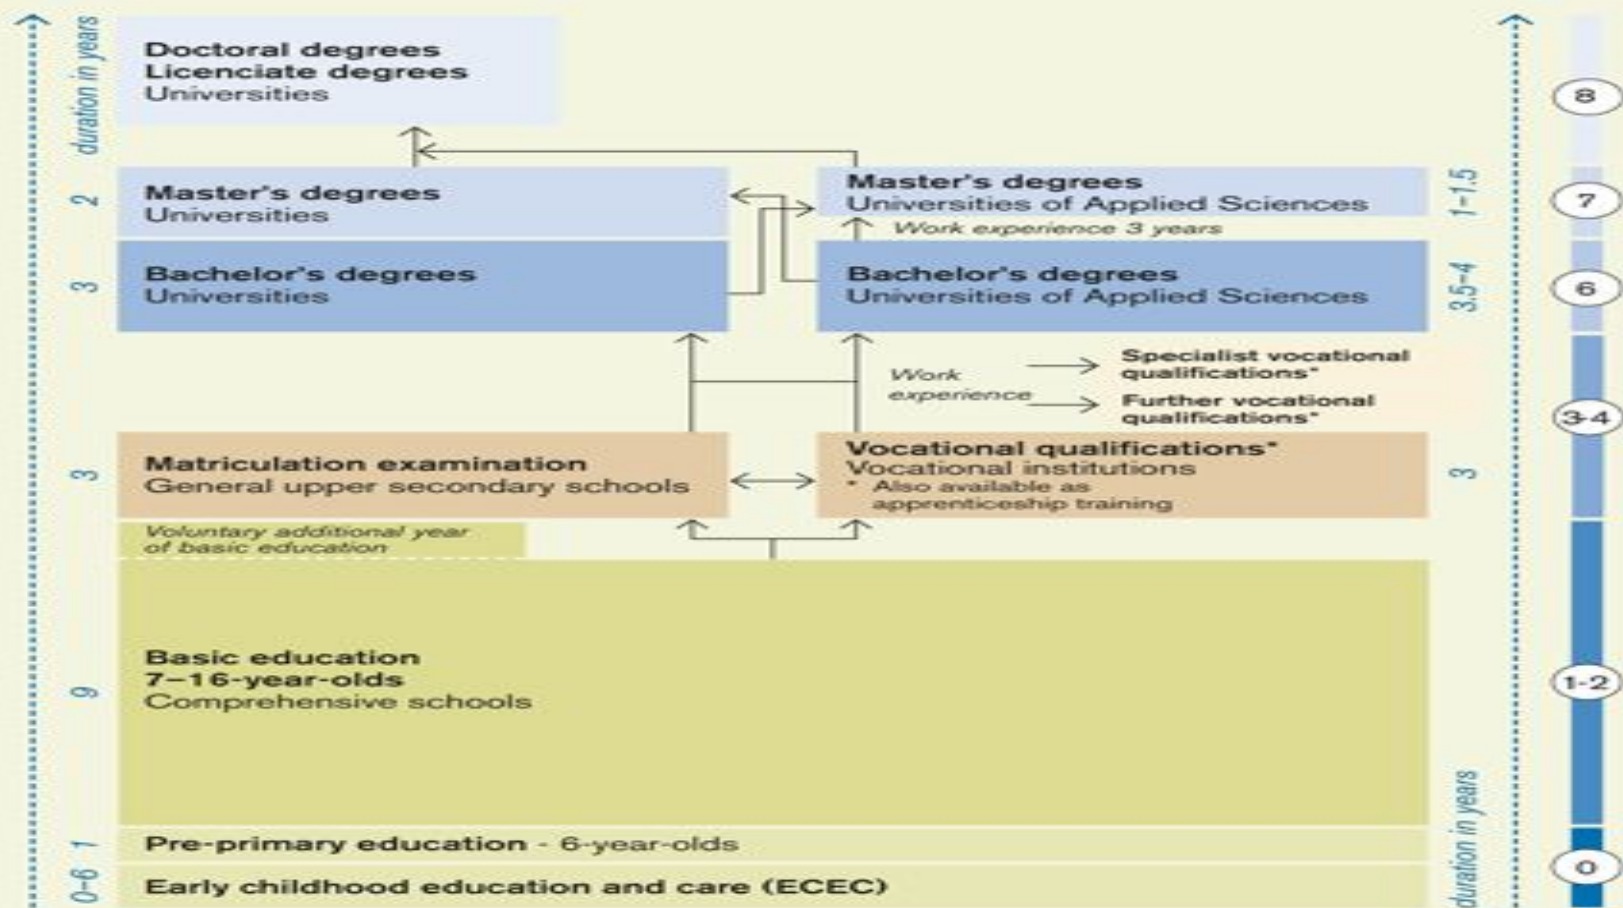 duration in years
Doctoral degrees
Licenciate degrees
Universities
8
2
Master's degrees
Universities
Master's degrees
Universities of Applied Sciences
1-1.5
7
Work experience 3 years
3
Bachelor's degrees
Universities
Bachelor's degrees
Universities of Applied Sciences
3.5-4
6
Work
experience
Specialist vocational
qualifications*
Further vocational
qualifications*
3-4
3
Matriculation examination
General upper secondary schools
Vocational qualifications*
Vocational institutions
* Also available as
apprenticeship training
3
Voluntary additional year
of basic education
9
Basic education
7–16-year-olds
Comprehensive schools
1-2
1
Pre-primary education - 6-year-olds
0-6
Early childhood education and care (ECEC)
duration in years
0